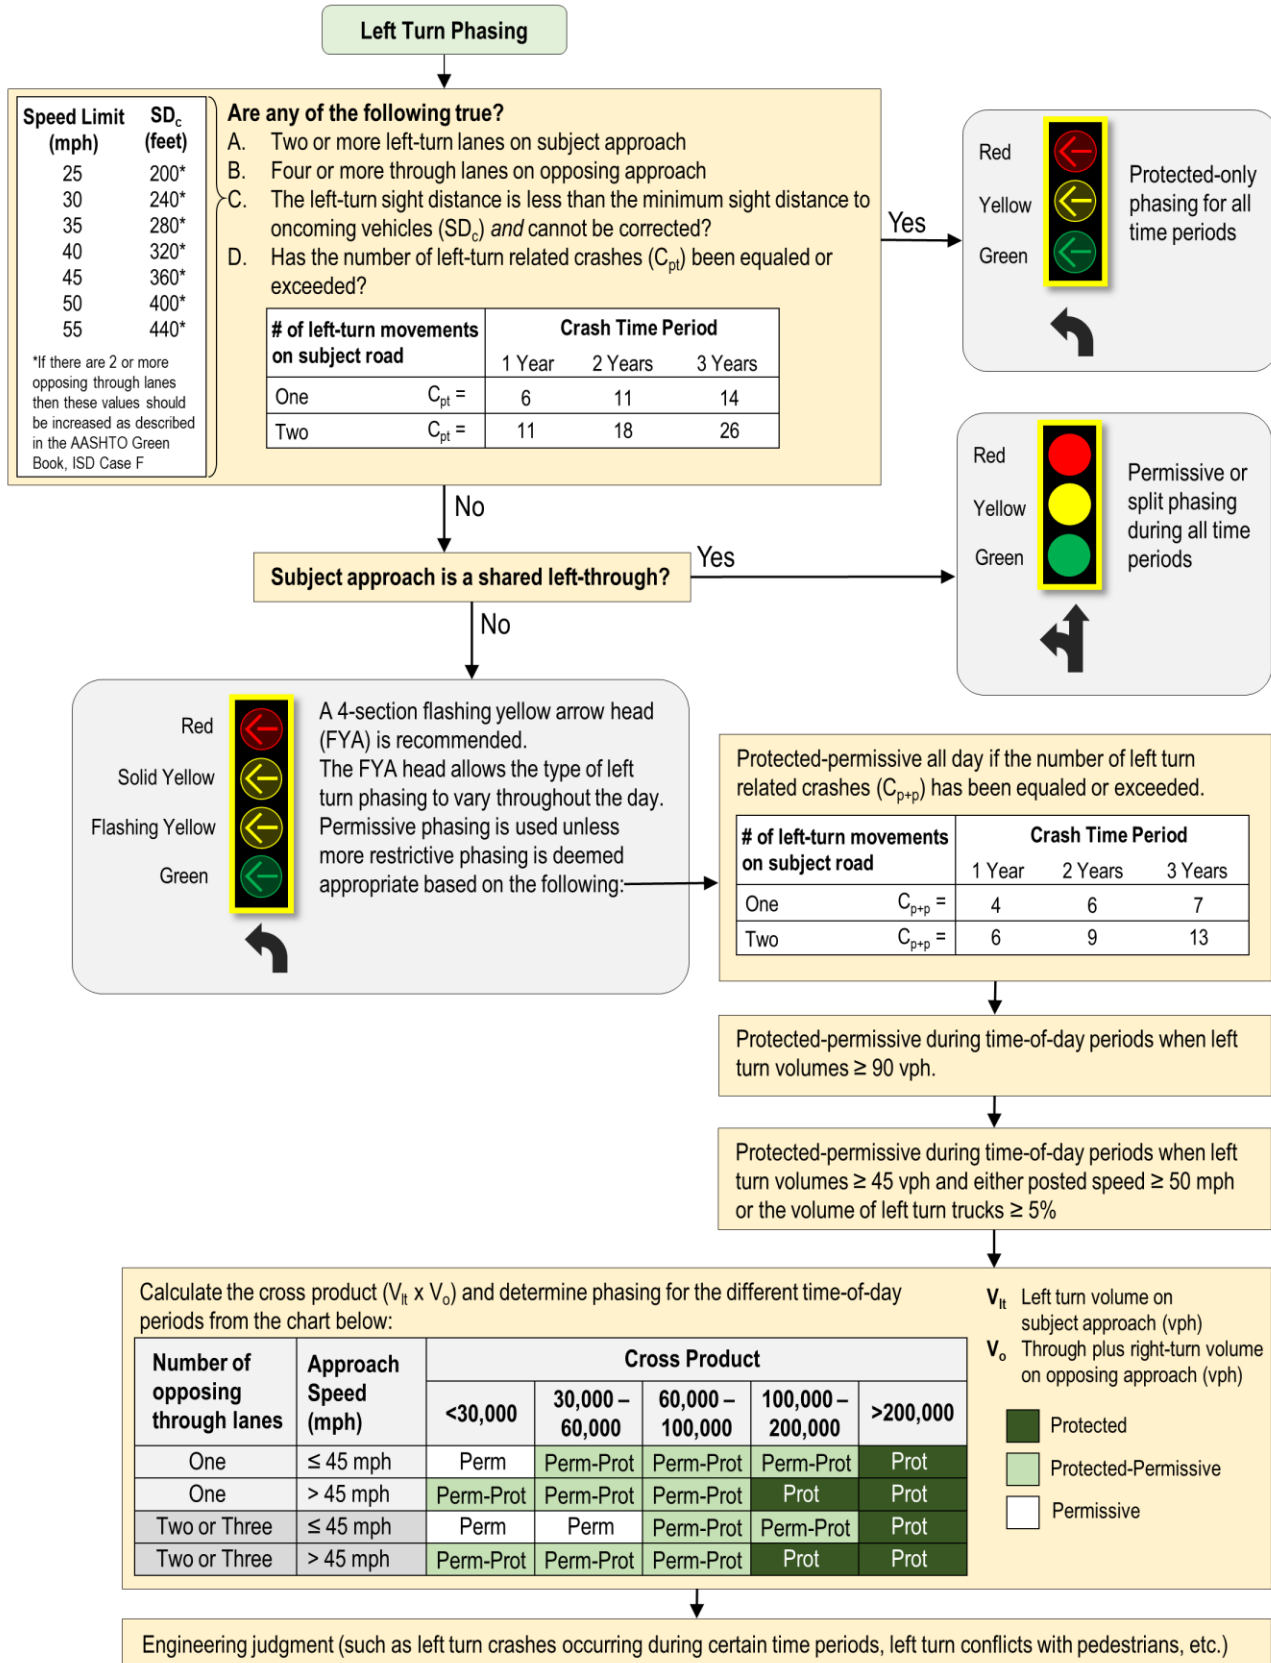 Left Turn Phasing
Speed Limit (mph) SDc (feet)
25 200*
30 240*
35 280*
40 320*
45 360*
50 400*
55 440*
*If there are 2 or more
opposing through lanes
then these values should
be increased as described
in the AASHTO Green
Book, ISD Case F
Are any of the following true?
A. Two or more left-turn lanes on subject approach
B. Four or more through lanes on opposing approach
C. The left-turn sight distance is less than the minimum sight distance to
oncoming vehicles (SDc) and cannot be corrected?
D. Has the number of left-turn related crashes (Cpt) been equaled or
exceeded?
# of left-turn movements
on subject road
Crash Time Period
1 Year 2 Years 3 Years
One Cpt = 6 11 14
Two Cpt = 11 18 26
Yes
Red
Yellow
Green
Protected-only
phasing for all
time periods
No
Subject approach is a shared left-through?
Yes
Red
Yellow
Green
Permissive or
split phasing
during all time
periods
No
Red
Solid Yellow
Flashing Yellow
Green
A 4-section flashing yellow arrow head
(FYA) is recommended.
The FYA head allows the type of left
turn phasing to vary throughout the day.
Permissive phasing is used unless
more restrictive phasing is deemed
appropriate based on the following:
Protected-permissive all day if the number of left turn
related crashes (Cp+p) has been equaled or exceeded.
# of left-turn movements
on subject road
Crash Time Period
1 Year 2 Years 3 Years
One Cp+p = 4 6 7
Two Cp+p = 6 9 13
Protected-permissive during time-of-day periods when left
turn volumes ≥ 90 vph.
Protected-permissive during time-of-day periods when left
turn volumes ≥ 45 vph and either posted speed ≥ 50 mph
or the volume of left turn trucks ≥ 5%
Calculate the cross product (Vlt x Vo) and determine phasing for the different time-of-day
periods from the chart below:
Number of
opposing
through lanes
Approach
Speed
(mph)
Cross Product
<30,000 30,000 – 60,000 60,000 – 100,000 100,000 – 200,000 >200,000
One ≤ 45 mph Perm Perm-Prot Perm-Prot Perm-Prot Prot
One > 45 mph Perm-Prot Perm-Prot Perm-Prot Prot Prot
Two or Three ≤ 45 mph Perm Perm Perm-Prot Perm-Prot Prot
Two or Three > 45 mph Perm-Prot Perm-Prot Perm-Prot Prot Prot
Vlt Left turn volume on
subject approach (vph)
Vo Through plus right-turn volume
on opposing approach (vph)
Protected
Protected-Permissive
Permissive
Engineering judgment (such as left turn crashes occurring during certain time periods, left turn conflicts with pedestrians, etc.)